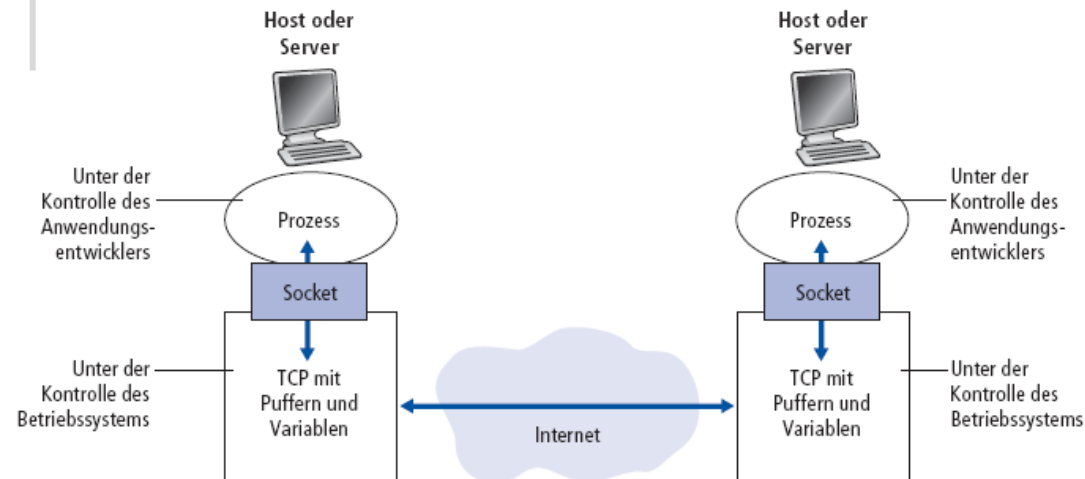 Host oder
Server
Host oder
Server
Unter der
Kontrolle des
Anwendungs-
entwicklers
Prozess
Prozess
Unter der
Kontrolle des
Anwendungs-
entwicklers
Socket
Socket
Unter der
Kontrolle des
Betriebssystems
TCP mit
Puffern und
Variablen
Internet
TCP mit
Puffern und
Variablen
Unter der
Kontrolle des
Betriebssystems